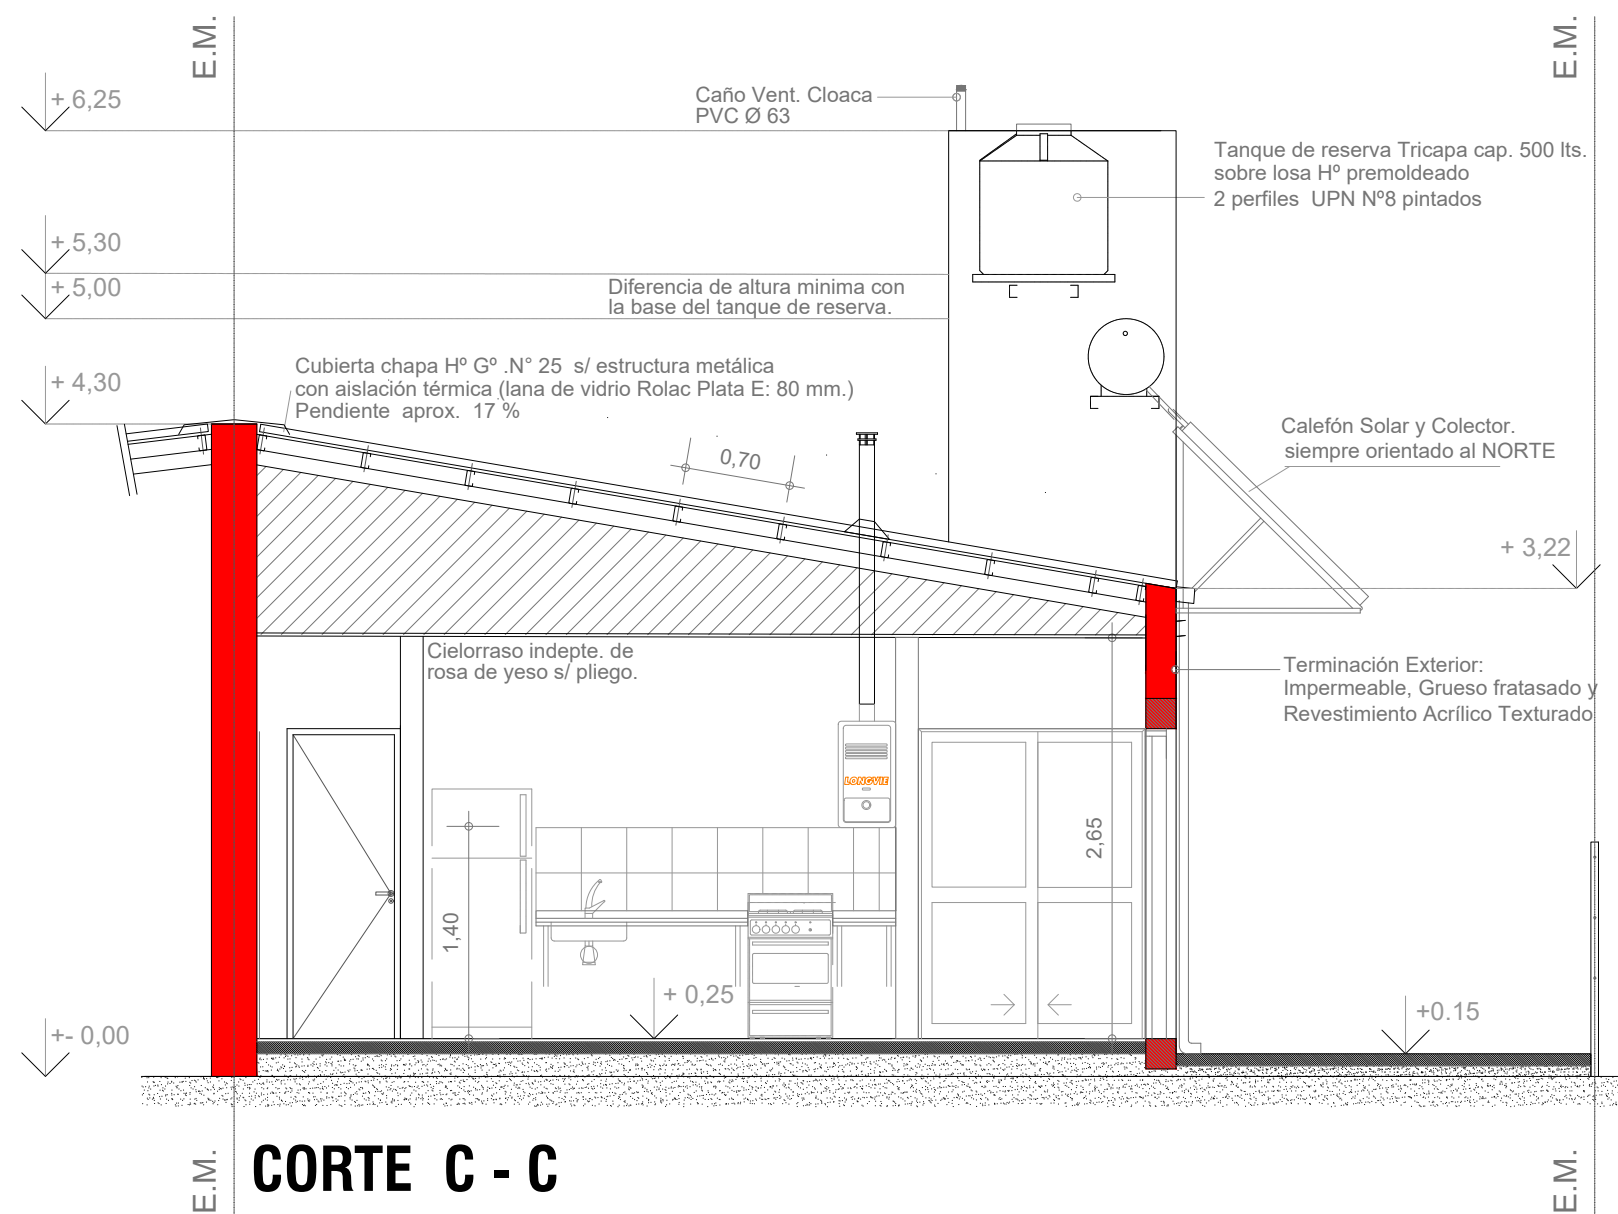 E.M.
E.M.
+ 6,25
Caño Vent. Cloaca
PVC Ø 63
Tanque de reserva Tricapa cap. 500 lts.
sobre losa Hº premoldeado
2 perfiles UPN Nº8 pintados
+ 5,30
+ 5,00
Diferencia de altura minima con
la base del tanque de reserva.
+ 4,30
Cubierta chapa Hº Gº .N° 25 s/ estructura metálica
con aislación térmica (lana de vidrio Rolac Plata E: 80 mm.)
Pendiente aprox. 17 %
0,70
Calefón Solar y Colector.
siempre orientado al NORTE
+ 3,22
Cielorraso indepte. de
rosa de yeso s/ pliego.
Terminación Exterior:
Impermeable, Grueso fratasado y
Revestimiento Acrílico Texturado
LONGVIE
2,65
1,40
+ 0,25
+0.15
+- 0,00
E.M.
CORTE C - C
E.M.